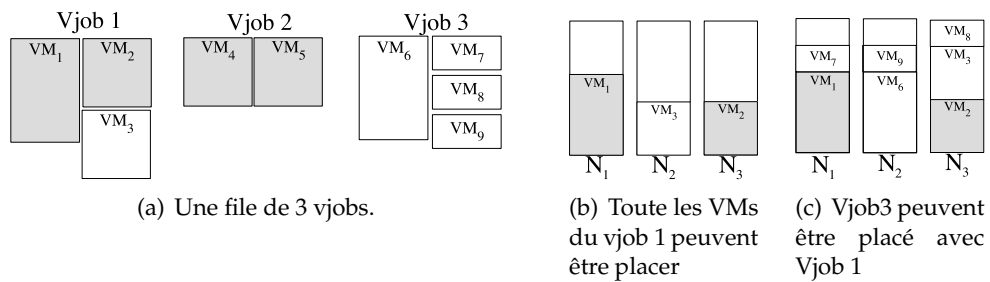 Vjob 1
Vjob 2
Vjob 3
VM1
VM2
VM3
VM4
VM5
VM6
VM7
VM8
VM9
(a) Une file de 3 vjobs.
VM1
VM3
VM2
N1
N2
N3
(b) Toute les VMs
du vjob 1 peuvent
être placer
VM7
VM1
VM9
VM6
VM8
VM3
VM2
N1
N2
N3
(c) Vjob3 peuvent
être placé avec
Vjob 1